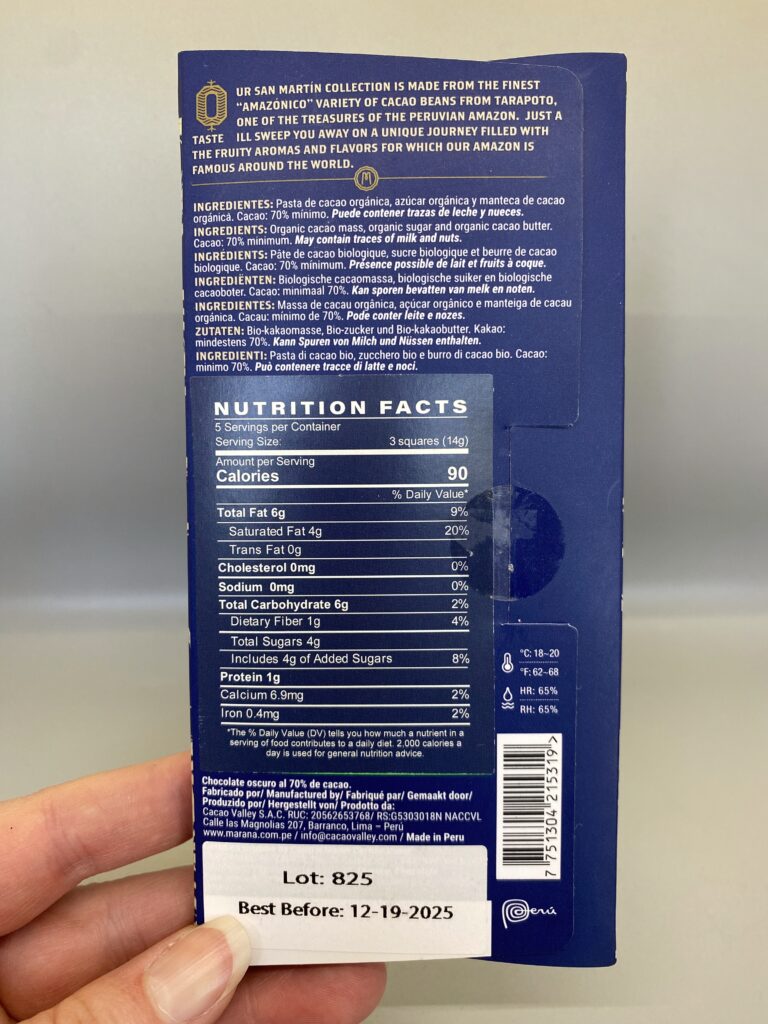 OUR SAN MARTÍN COLLECTION IS MADE FROM THE FINEST
"AMAZÓNICO" VARIETY OF CACAO BEANS FROM TARAPOTO,
ONE OF THE TREASURES OF THE PERUVIAN AMAZON. JUST A
TASTE ILL SWEEP YOU AWAY ON A UNIQUE JOURNEY FILLED WITH
THE FRUITY AROMAS AND FLAVORS FOR WHICH OUR AMAZON IS
FAMOUS AROUND THE WORLD.
M
INGREDIENTES: Pasta de cacao orgánica, azúcar orgánica y manteca de cacao
orgánica. Cacao: 70% mínimo. Puede contener trazas de leche y nueces.
INGREDIENTS: Organic cacao mass, organic sugar and organic cacao butter.
Cacao: 70% minimum. May contain traces of milk and nuts.
INGRÉDIENTS: Pâte de cacao biologique, sucre biologique et beurre de cacao
biologique. Cacao: 70% mínimum. Présence possible de lait et fruits à coque.
INGREDIËNTEN: Biologische cacaomassa, biologische suiker en biologische
cacaoboter. Cacao: minimaal 70%. Kan sporen bevatten van melk en noten.
INGREDIENTES: Massa de cacau orgânica, açúcar orgânico e manteiga de cacau
orgánica. Cacau: mínimo de 70%. Pode conter leite e nozes.
ZUTATEN: Bio-kakaomasse, Bio-zucker und Bio-kakaobutter. Kakao:
mindestens 70%. Kann Spuren von Milch und Nüssen enthalten.
INGREDIENTI: Pasta di cacao bio, zucchero bio e burro di cacao bio. Cacao:
minimo 70%. Può contenere tracce di latte e noci.
NUTRITION FACTS
5 Servings per Container
Serving Size: 3 squares (14g)
Amount per Serving
Calories 90
% Daily Value*
Total Fat 6g 9%
Saturated Fat 4g 20%
Trans Fat 0g
Cholesterol 0mg 0%
Sodium 0mg 0%
Total Carbohydrate 6g 2%
Dietary Fiber 1g 4%
Total Sugars 4g
Includes 4g of Added Sugars 8%
Protein 1g
Calcium 6.9mg 2%
Iron 0.4mg 2%
*The % Daily Value (DV) tells you how much a nutrient in a
serving of food contributes to a daily diet. 2,000 calories a
day is used for general nutrition advice.
°C: 18~20
°F: 62~68
HR: 65%
RH: 65%
Chocolate oscuro al 70% de cacao.
Fabricado por/ Manufactured by/ Fabriqué par/ Gemaakt door/
Produzido por/ Hergestellt von/ Prodotto da:
Cacao Valley S.A.C. RUC: 20562653768/ RS:G5303018N NACCVL
Calle las Magnolias 207, Barranco, Lima – Perú
www.marana.com.pe / info@cacaovalley.com / Made in Peru
7 751304 215319 >
Lot: 825
Best Before: 12-19-2025
Perú